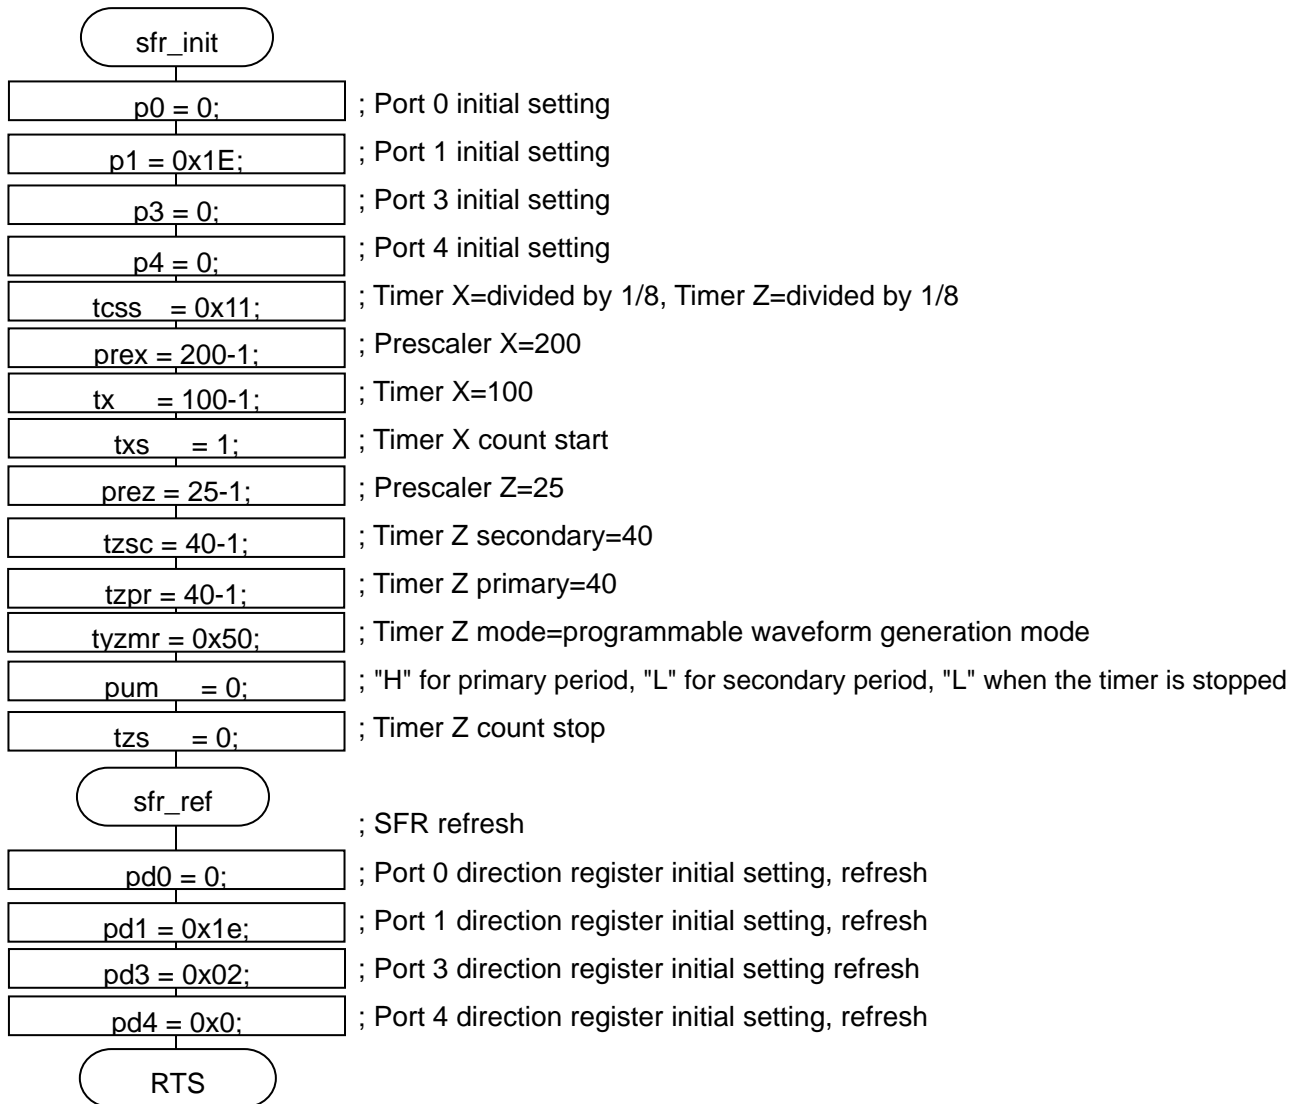 sfr_init
p0 = 0; ; Port 0 initial setting
p1 = 0x1E; ; Port 1 initial setting
p3 = 0; ; Port 3 initial setting
p4 = 0; ; Port 4 initial setting
tcss = 0x11; ; Timer X=divided by 1/8, Timer Z=divided by 1/8
prex = 200-1; ; Prescaler X=200
tx = 100-1; ; Timer X=100
txs = 1; ; Timer X count start
prez = 25-1; ; Prescaler Z=25
tzsc = 40-1; ; Timer Z secondary=40
tzpr = 40-1; ; Timer Z primary=40
tyzmr = 0x50; ; Timer Z mode=programmable waveform generation mode
pum = 0; ; "H" for primary period, "L" for secondary period, "L" when the timer is stopped
tzs = 0; ; Timer Z count stop
sfr_ref
; SFR refresh
pd0 = 0; ; Port 0 direction register initial setting, refresh
pd1 = 0x1e; ; Port 1 direction register initial setting, refresh
pd3 = 0x02; ; Port 3 direction register initial setting refresh
pd4 = 0x0; ; Port 4 direction register initial setting, refresh
RTS